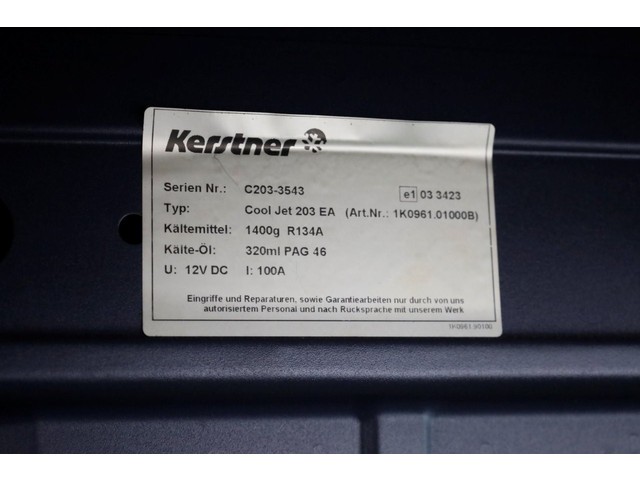 Kerstner
Serien Nr.: C203-3543 e1 03 3423
Typ: Cool Jet 203 EA (Art.Nr.: 1K0961.01000B)
Kältemittel: 1400g R134A
Kälte-Öl: 320ml PAG 46
U: 12V DC I: 100A
Eingriffe und Reparaturen, sowie Garantiearbeiten nur durch von uns
autorisiertem Personal und nach Rucksprache mit unserem Werk
1K0961.90100